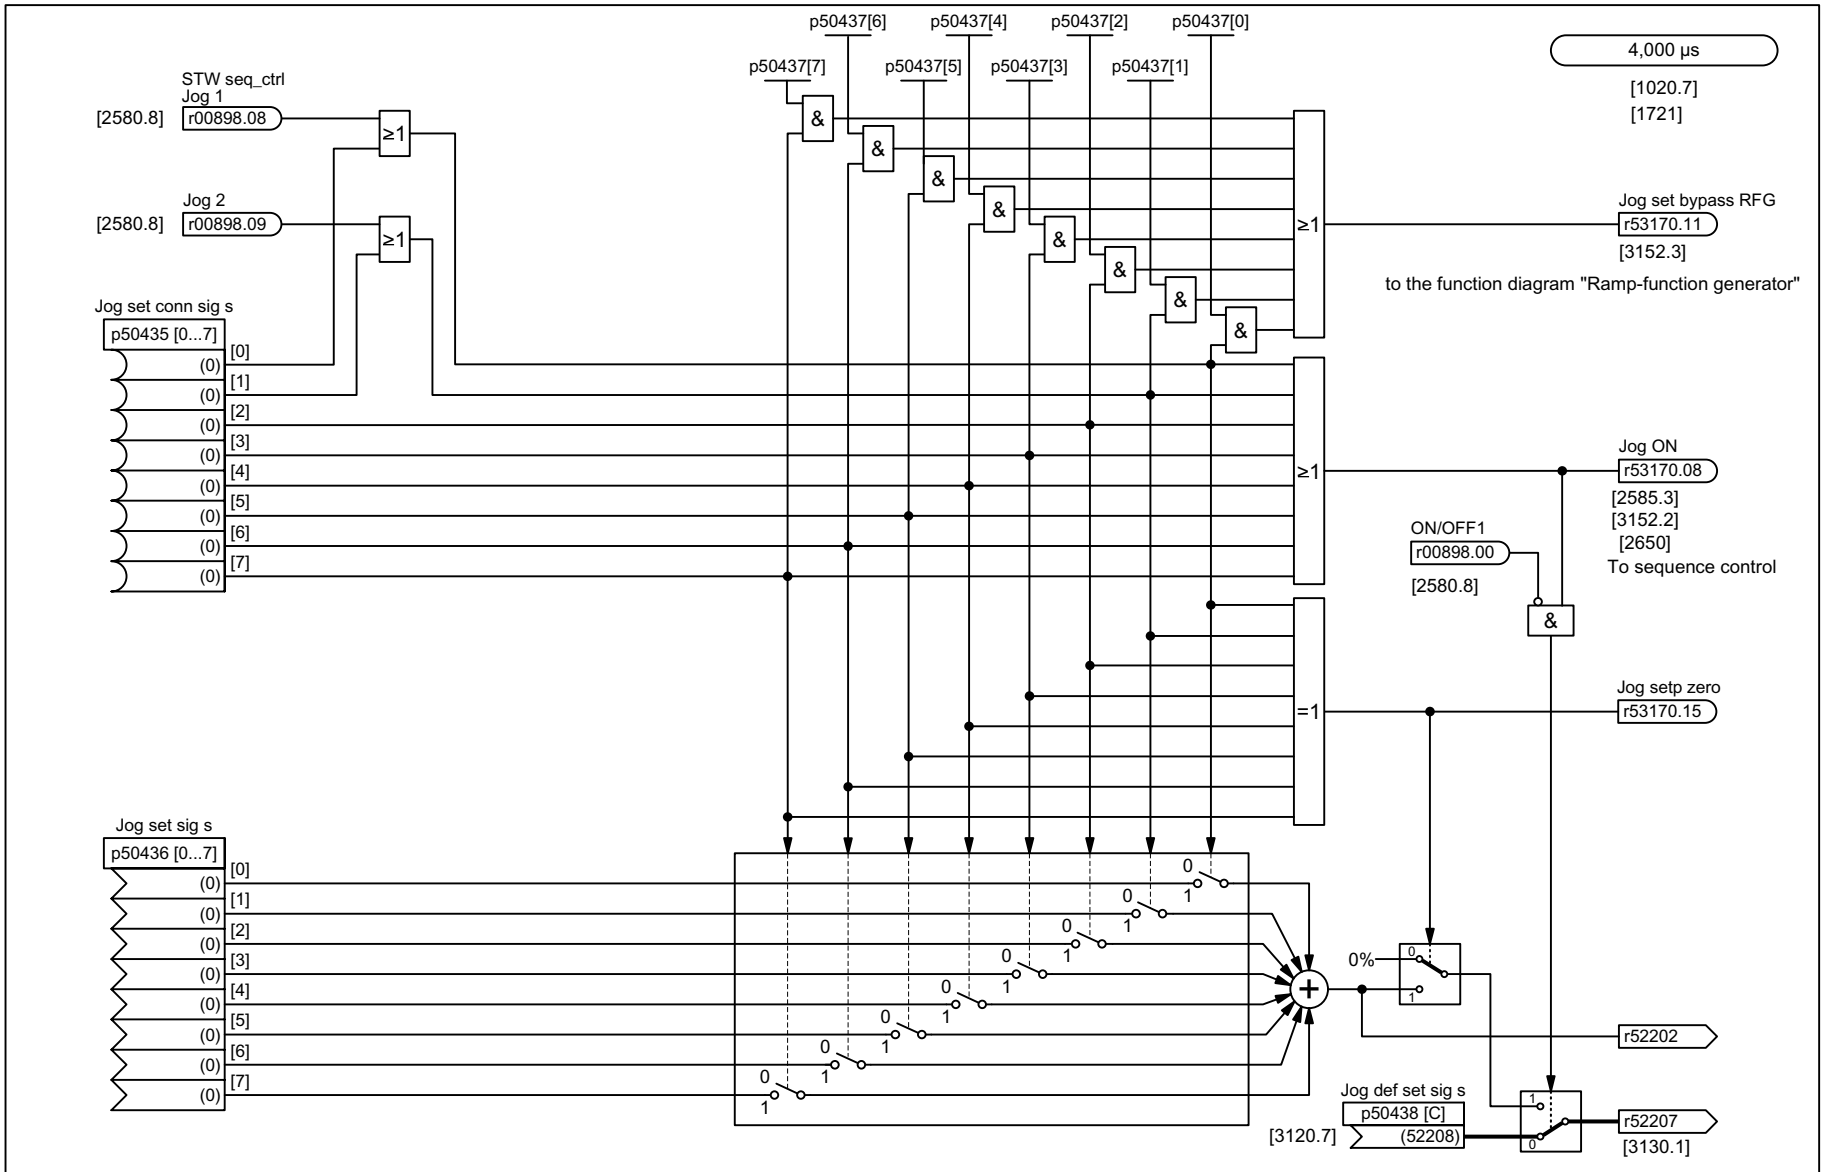 p50437[6]
p50437[4]
p50437[2]
p50437[0]
4,000 µs
p50437[7]
p50437[5]
p50437[3]
p50437[1]
[1020.7]
[1721]
STW seq_ctrl
Jog 1
[2580.8]
r00898.08
≥1
Jog 2
[2580.8]
r00898.09
≥1
&
&
&
&
&
&
&
&
≥1
Jog set bypass RFG
r53170.11
[3152.3]
to the function diagram "Ramp-function generator"
Jog set conn sig s
p50435 [0...7]
(0)
[0]
(0)
[1]
(0)
[2]
(0)
[3]
(0)
[4]
(0)
[5]
(0)
[6]
(0)
[7]
≥1
Jog ON
r53170.08
[2585.3]
[3152.2]
[2650]
To sequence control
ON/OFF1
r00898.00
[2580.8]
&
=1
Jog setp zero
r53170.15
Jog set sig s
p50436 [0...7]
(0)
[0]
(0)
[1]
(0)
[2]
(0)
[3]
(0)
[4]
(0)
[5]
(0)
[6]
(0)
[7]
0
1
0
1
0
1
0
1
0
1
0
1
0
1
0
1
+
0%
0
1
r52202
Jog def set sig s
p50438 [C]
[3120.7]
(52208)
1
0
r52207
[3130.1]